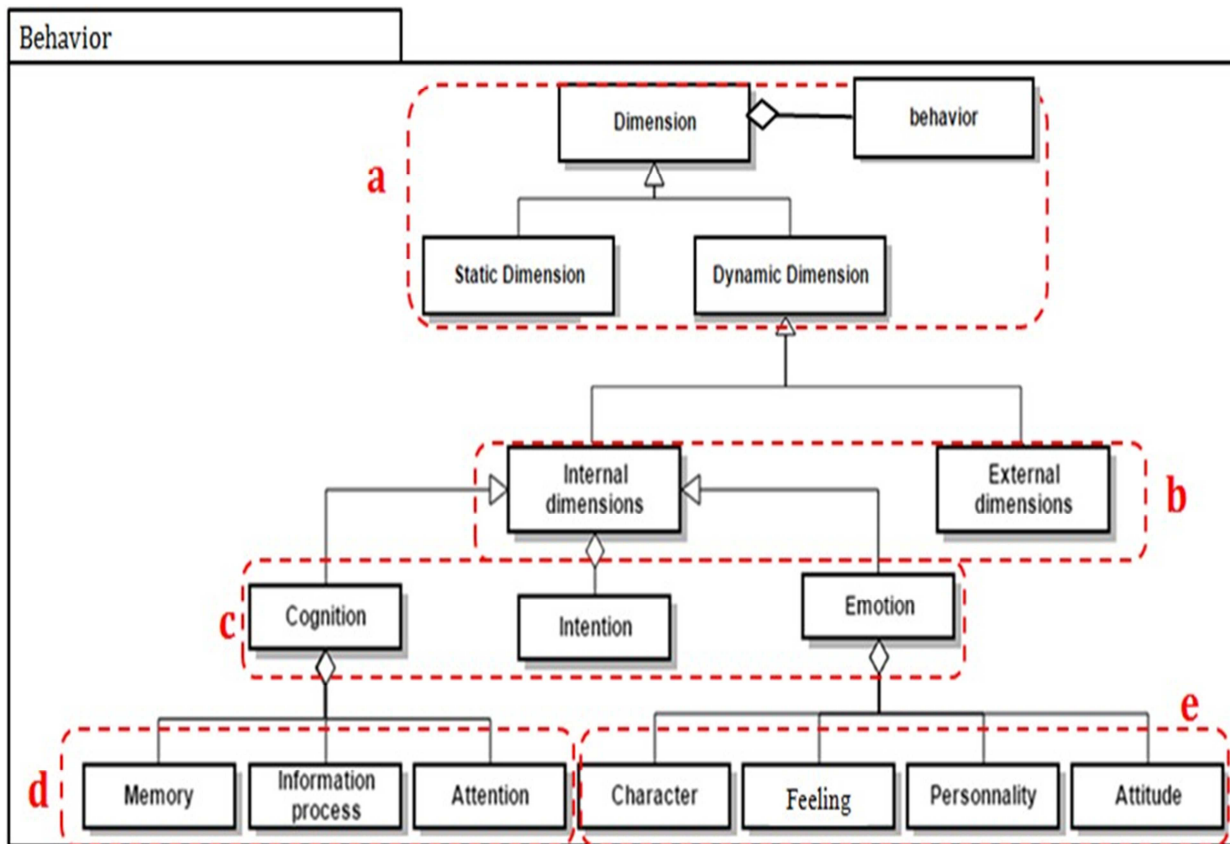 Behavior
Dimension
behavior
a
Static Dimension
Dynamic Dimension
Internal
dimensions
External
dimensions
b
Cognition
Intention
Emotion
c
e
d
Memory
Information
process
Attention
Character
Feeling
Personnality
Attitude